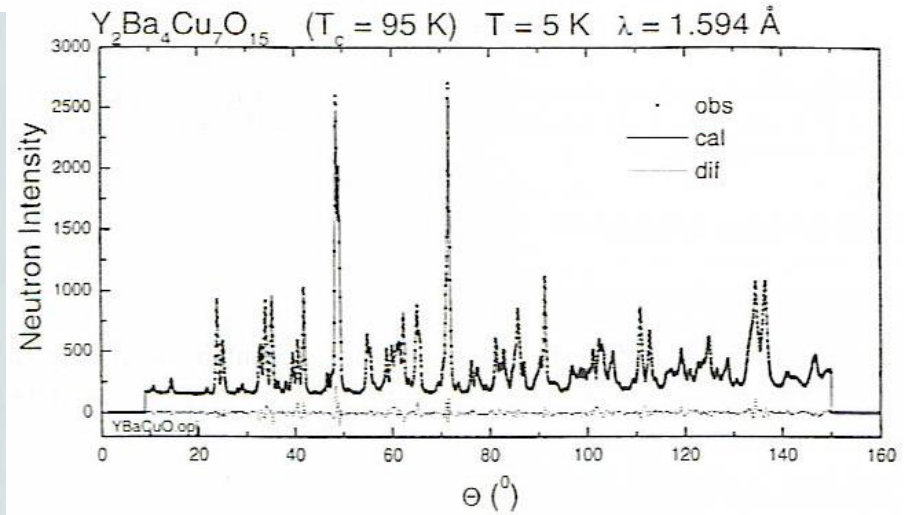 Y₂Ba₄Cu₇O₁₅ (T_c = 95 K) T = 5 K λ = 1.594 Å
3000
2500
2000
1500
1000
500
0
Neutron Intensity
obs
cal
dif
YBaCuO.opj
0 20 40 60 80 100 120 140 160
Θ (⁰)